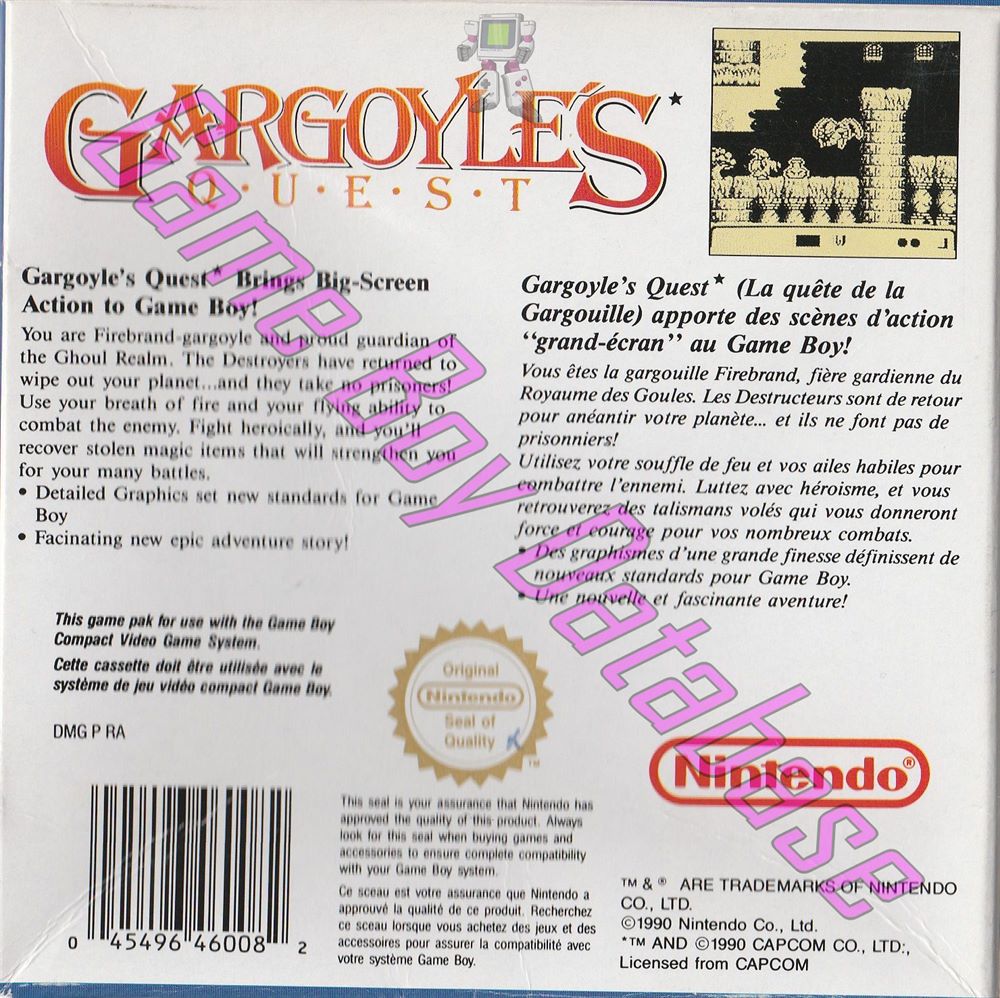 GARGOYLE'S★
Q·U·E·S·T
Gargoyle's Quest★ Brings Big-Screen
Action to Game Boy!
You are Firebrand-gargoyle and proud guardian of
the Ghoul Realm. The Destroyers have returned to
wipe out your planet...and they take no prisoners!
Use your breath of fire and your flying ability to
combat the enemy. Fight heroically, and you'll
recover stolen magic items that will strengthen you
for your many battles.
• Detailed Graphics set new standards for Game
Boy
• Facinating new epic adventure story!
Gargoyle's Quest★ (La quête de la
Gargouille) apporte des scènes d'action
“grand-écran” au Game Boy!
Vous êtes la gargouille Firebrand, fière gardienne du
Royaume des Goules. Les Destructeurs sont de retour
pour anéantir votre planète... et ils ne font pas de
prisonniers!
Utilisez votre souffle de feu et vos ailes habiles pour
combattre l'ennemi. Luttez avec héroisme, et vous
retrouverez des talismans volés qui vous donneront
force et courage pour vos nombreux combats.
• Des graphismes d'une grande finesse définissent de
nouveaux standards pour Game Boy.
• Une nouvelle et fascinante aventure!
This game pak for use with the Game Boy
Compact Video Game System.
Cette cassette doit être utilisée avec le
système de jeu vidéo compact Game Boy.
DMG P RA
Original
Nintendo
Seal of
Quality
TM
Nintendo®
0 45496 46008 2
This seal is your assurance that Nintendo has
approved the quality of this product. Always
look for this seal when buying games and
accessories to ensure complete compatibility
with your Game Boy system.
Ce sceau est votre assurance que Nintendo a
approuvé la qualité de ce produit. Recherchez
ce sceau lorsque vous achetez des jeux et des
accessoires pour assurer la compatibilité avec
votre système Game Boy.
TM & ® ARE TRADEMARKS OF NINTENDO
CO., LTD.
©1990 Nintendo Co., Ltd.
*TM AND ©1990 CAPCOM CO., LTD:,
Licensed from CAPCOM
Game Boy Database